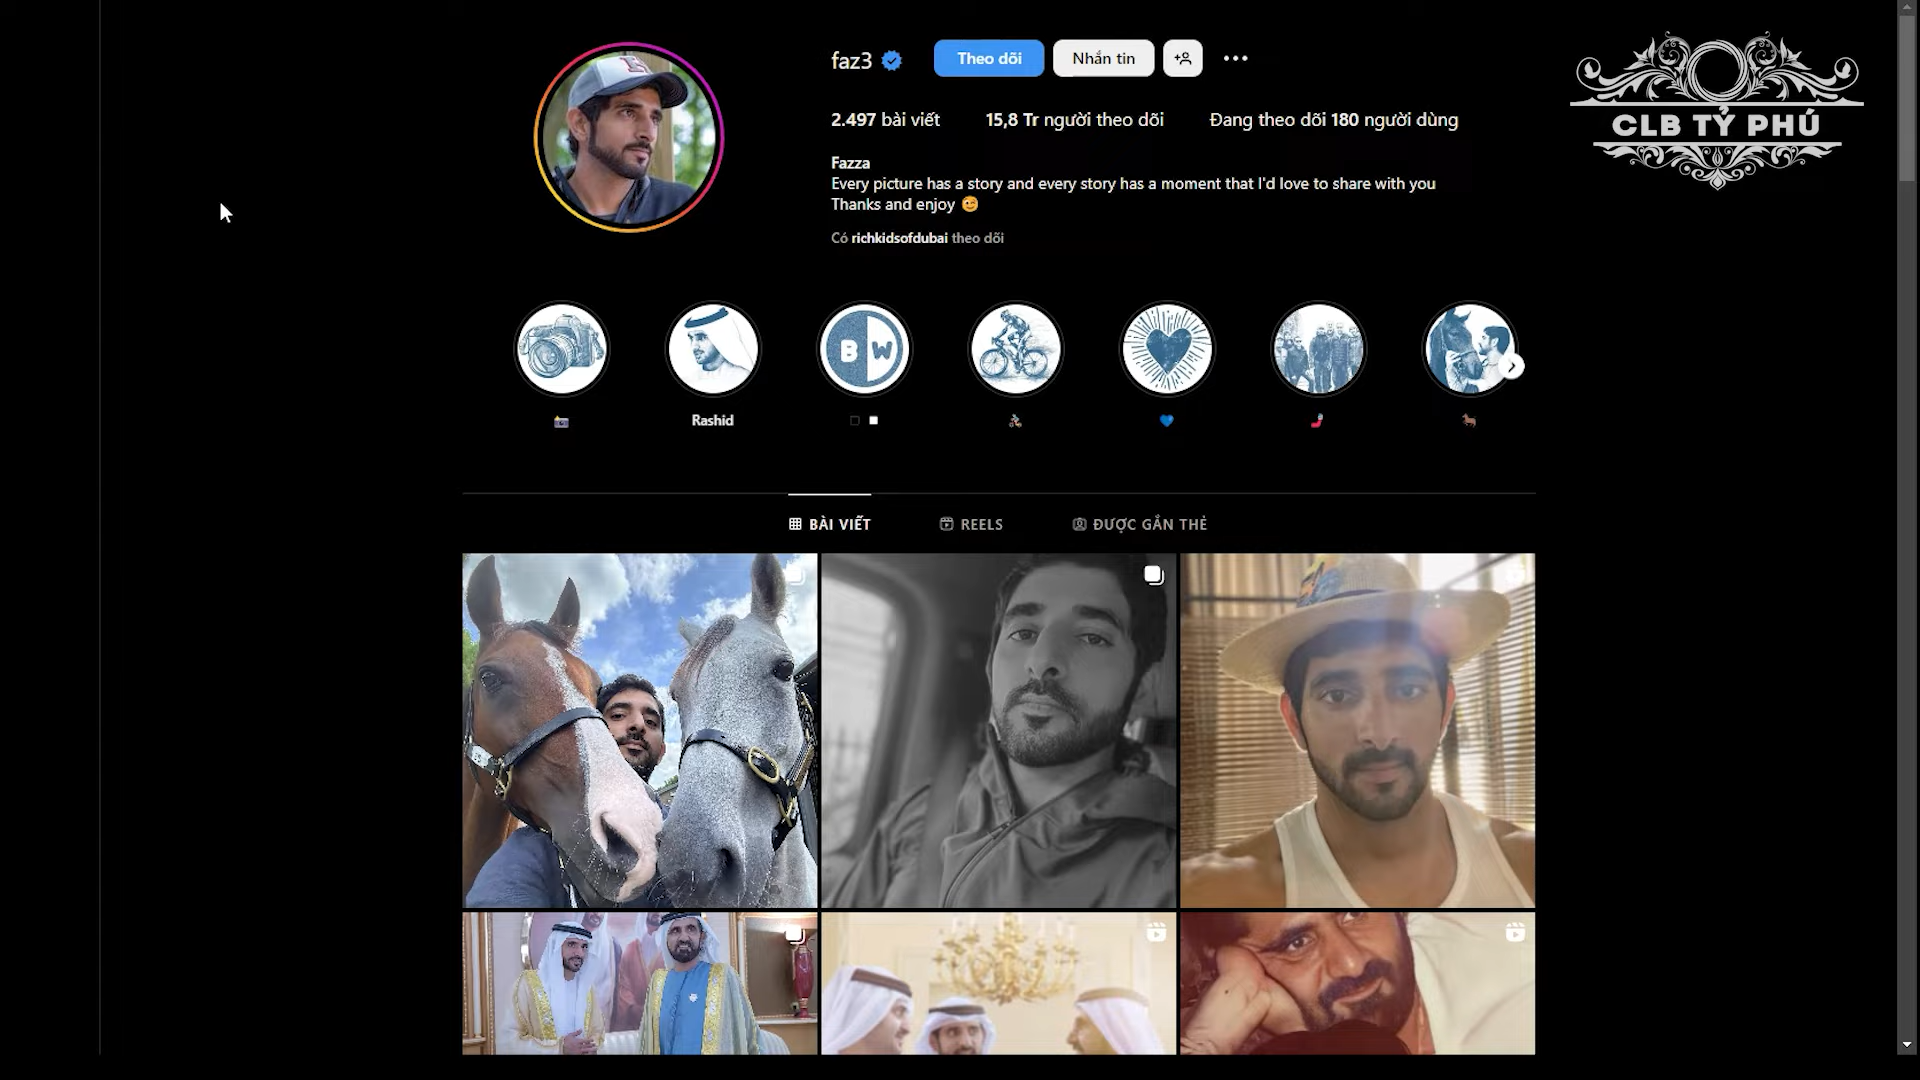 faz3
Theo dõi
Nhắn tin
2.497 bài viết
15,8 Tr người theo dõi
Đang theo dõi 180 người dùng
CLB TỶ PHÚ
Fazza
Every picture has a story and every story has a moment that I'd love to share with you
Thanks and enjoy 😉
Có richkidsofdubai theo dõi
B W
Rashid
BÀI VIẾT
REELS
ĐƯỢC GẮN THẺ